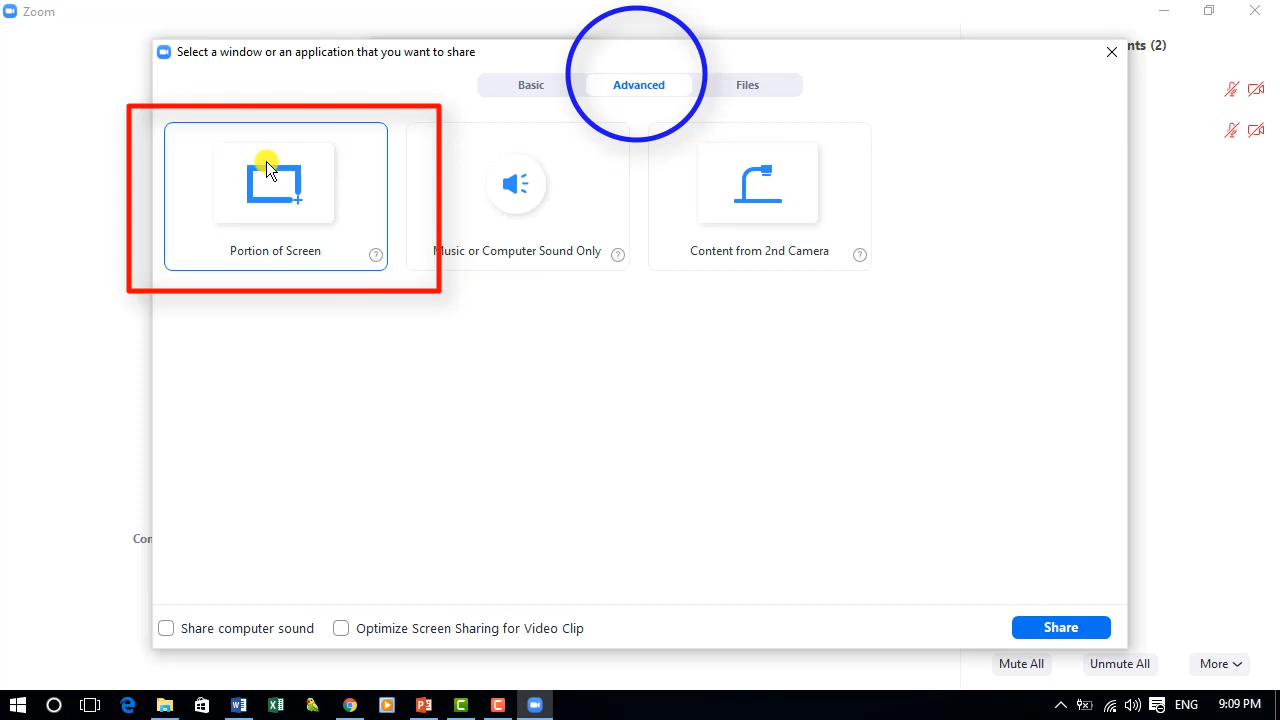 Zoom
nts (2)
Select a window or an application that you want to share
Basic
Advanced
Files
Portion of Screen
?
Music or Computer Sound Only
?
Content from 2nd Camera
?
Con
Share computer sound
Optimize Screen Sharing for Video Clip
Share
Mute All
Unmute All
More
ENG
9:09 PM